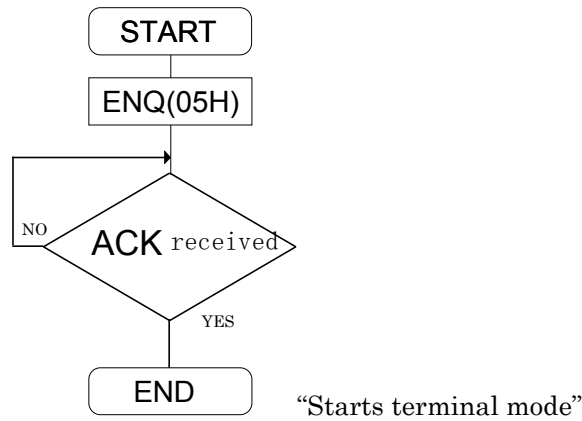 START
ENQ(05H)
NO
ACK received
YES
END
“Starts terminal mode”